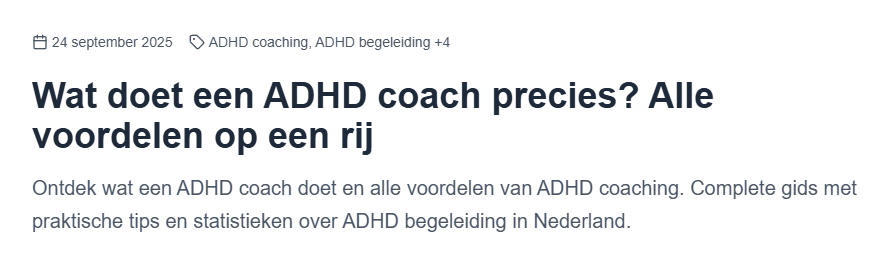 24 september 2025 ADHD coaching, ADHD begeleiding +4
Wat doet een ADHD coach precies? Alle
voordelen op een rij
Ontdek wat een ADHD coach doet en alle voordelen van ADHD coaching. Complete gids met
praktische tips en statistieken over ADHD begeleiding in Nederland.